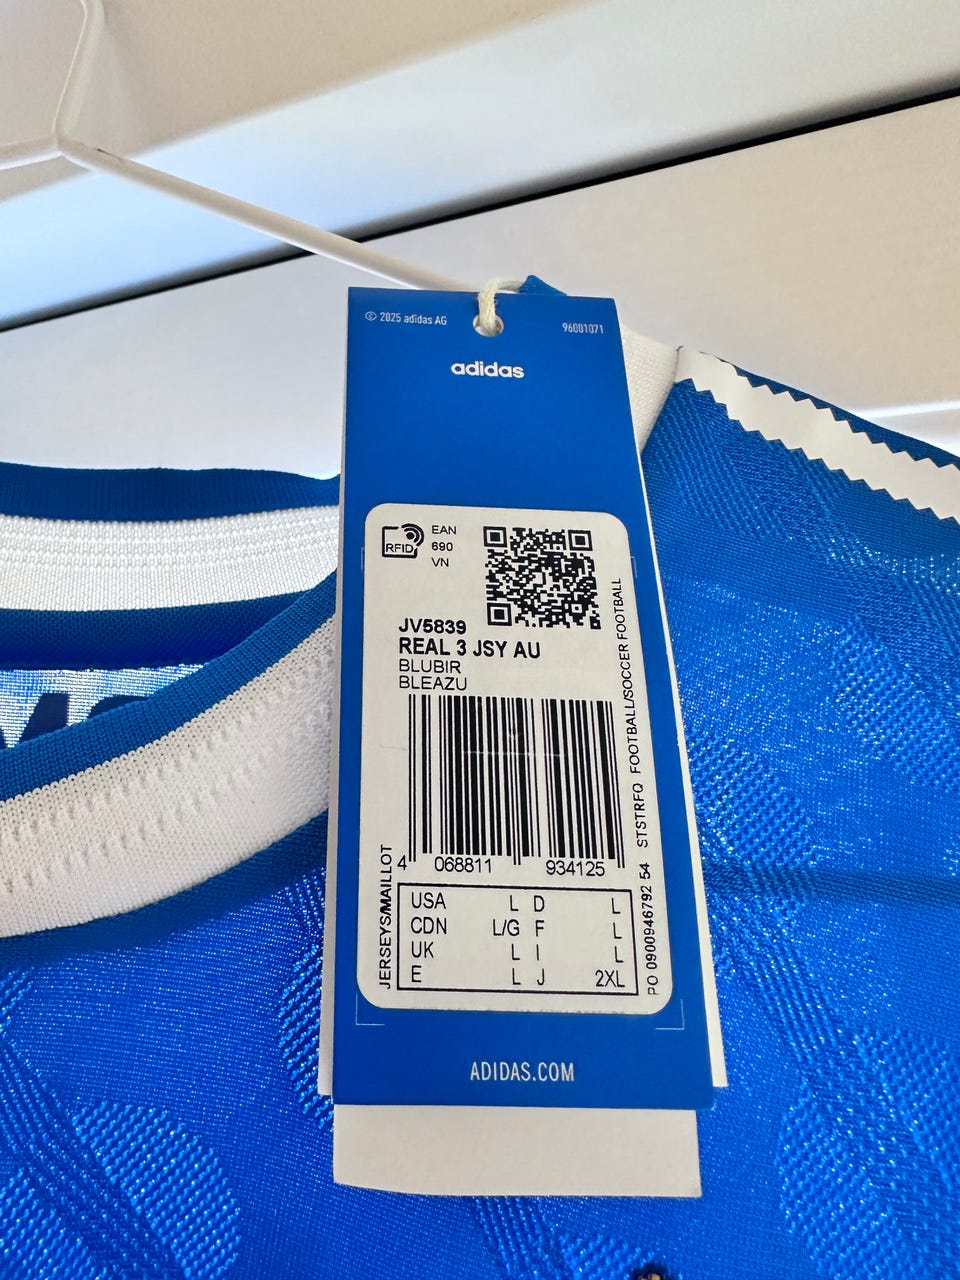 © 2025 adidas AG
96001071
adidas
RFID
EAN
690
VN
JV5839
REAL 3 JSY AU
BLUBIR
BLEAZU
4 068811 934125
JERSEYS/MAILLOT
STSTRFQ FOOTBALL/SOCCER FOOTBALL
PO 0900946792 54
USA L D L
CDN L/G F L
UK L I L
E L J 2XL
ADIDAS.COM